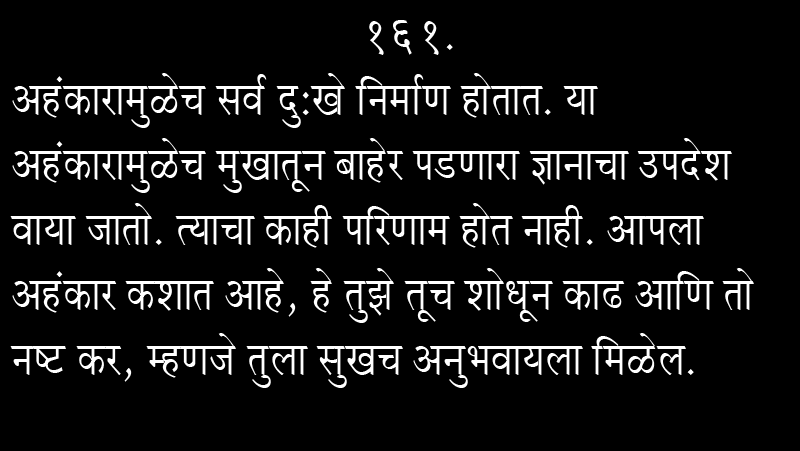 १६१.
अहंकारामुळेच सर्व दुःखे निर्माण होतात. या
अहंकारामुळेच मुखातून बाहेर पडणारा ज्ञानाचा उपदेश
वाया जातो. त्याचा काही परिणाम होत नाही. आपला
अहंकार कशात आहे, हे तुझे तूच शोधून काढ आणि तो
नष्ट कर, म्हणजे तुला सुखच अनुभवायला मिळेल.